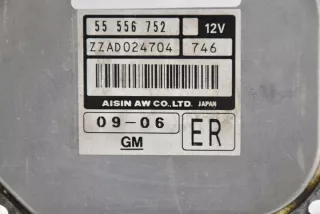 55 556 752 12V
ZZAD024704 746
AISIN AW CO., LTD. JAPAN
09-06 ER
GM